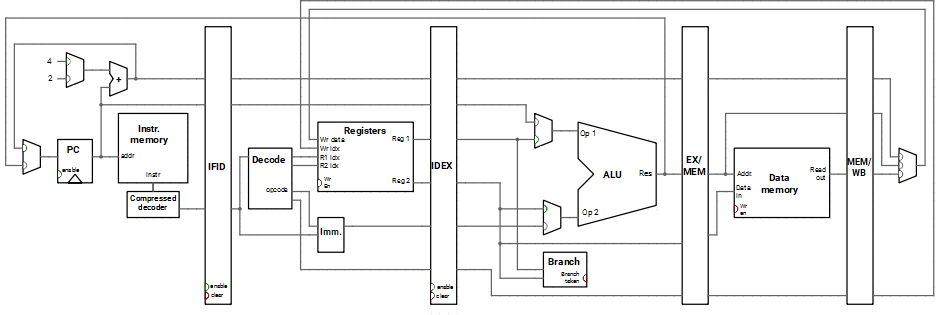 4
2
+
PC
enable
Instr.
memory
addr
Instr
Compressed
decoder
IFID
enable
clear
Decode
opcode
Registers
Wr data
Wr idx
R1 idx
R2 idx
Wr
En
Reg 1
Reg 2
Imm.
IDEX
enable
clear
Op 1
ALU
Res
Op 2
Branch
Branch
taken
EX/
MEM
Addr.
Data
in
Wr
en
Data
memory
Read
out
MEM/
WB